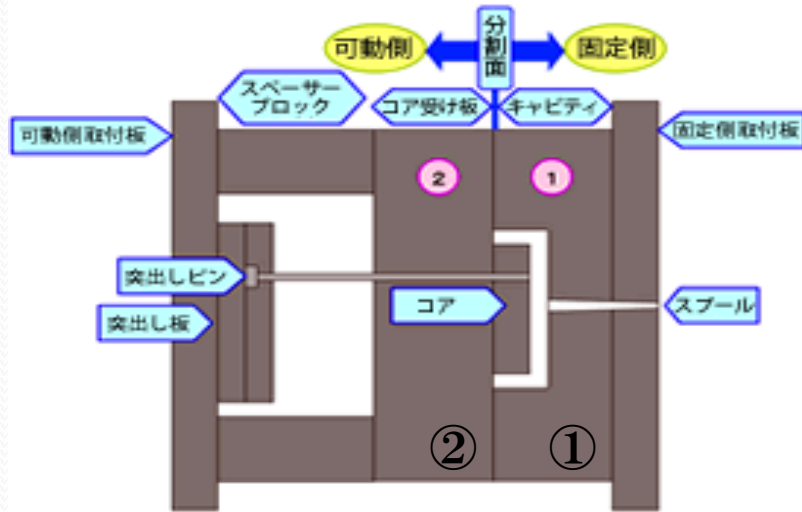 可動側
分割面
固定側
スペーサー
ブロック
コア受け板
キャビティ
可動側取付板
固定側取付板
2
1
突出しピン
コア
スプール
突出し板
②
①